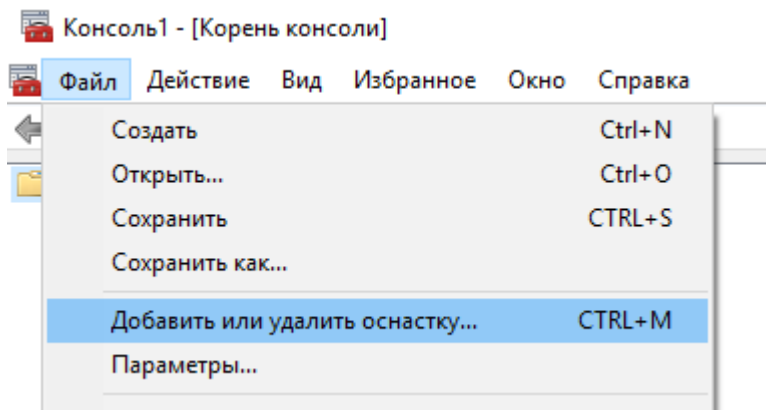 Консоль1 - [Корень консоли]
Файл Действие Вид Избранное Окно Справка
Создать Ctrl+N
Открыть... Ctrl+O
Сохранить CTRL+S
Сохранить как...
Добавить или удалить оснастку... CTRL+M
Параметры...